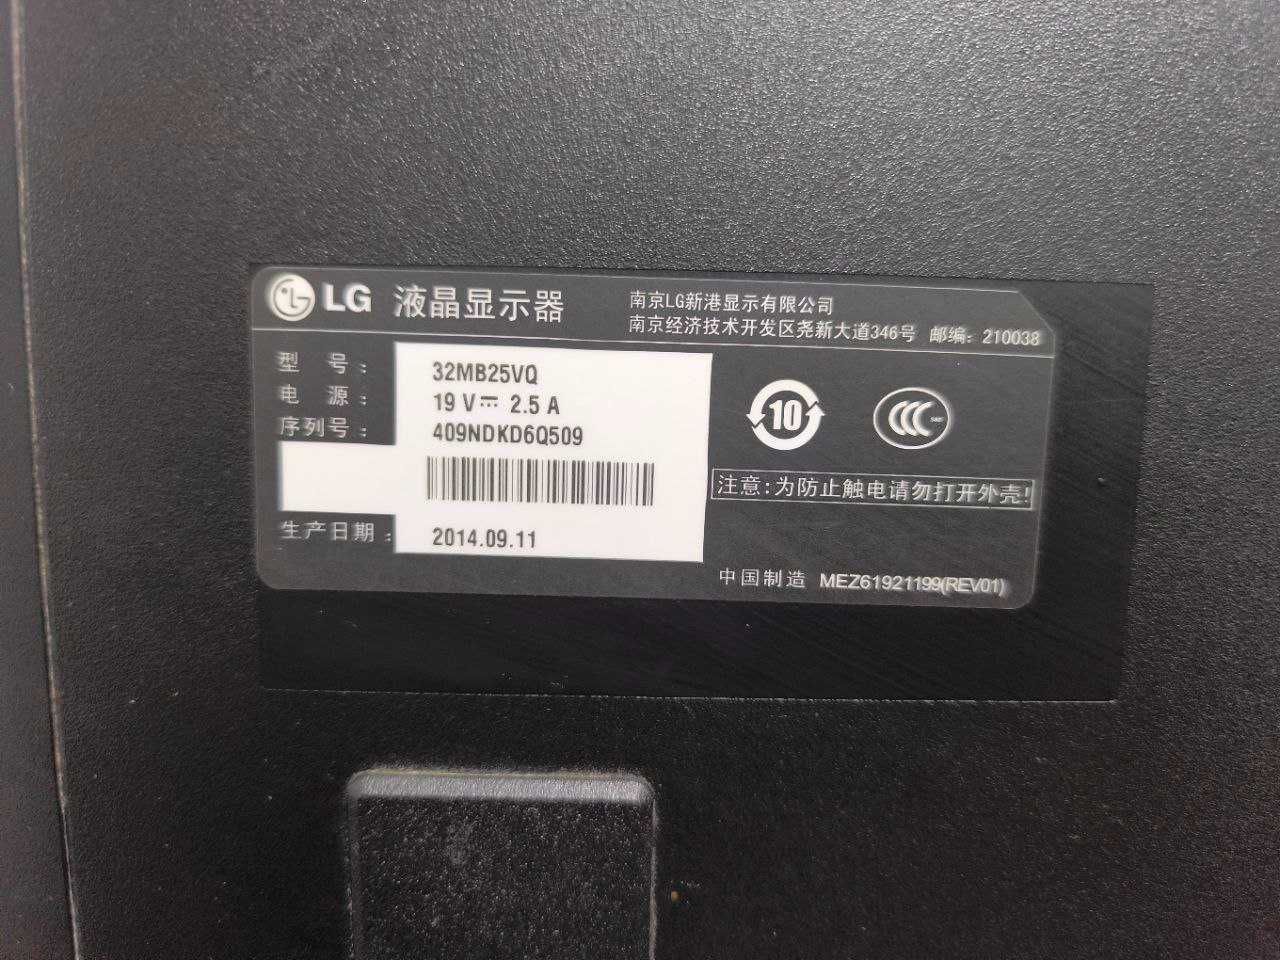 LG 液晶显示器
南京LG新港显示有限公司
南京经济技术开发区尧新大道346号 邮编：210038
型 号： 32MB25VQ
电 源： 19 V⎓ 2.5 A
序列号： 409NDKD6Q509
生产日期： 2014.09.11
10
CCC
注意:为防止触电请勿打开外壳!
中国制造 MEZ61921199(REV01)